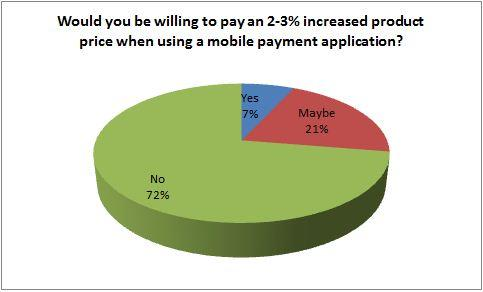 Would you be willing to pay an 2-3% increased product
price when using a mobile payment application?
Yes
7%
Maybe
21%
No
72%